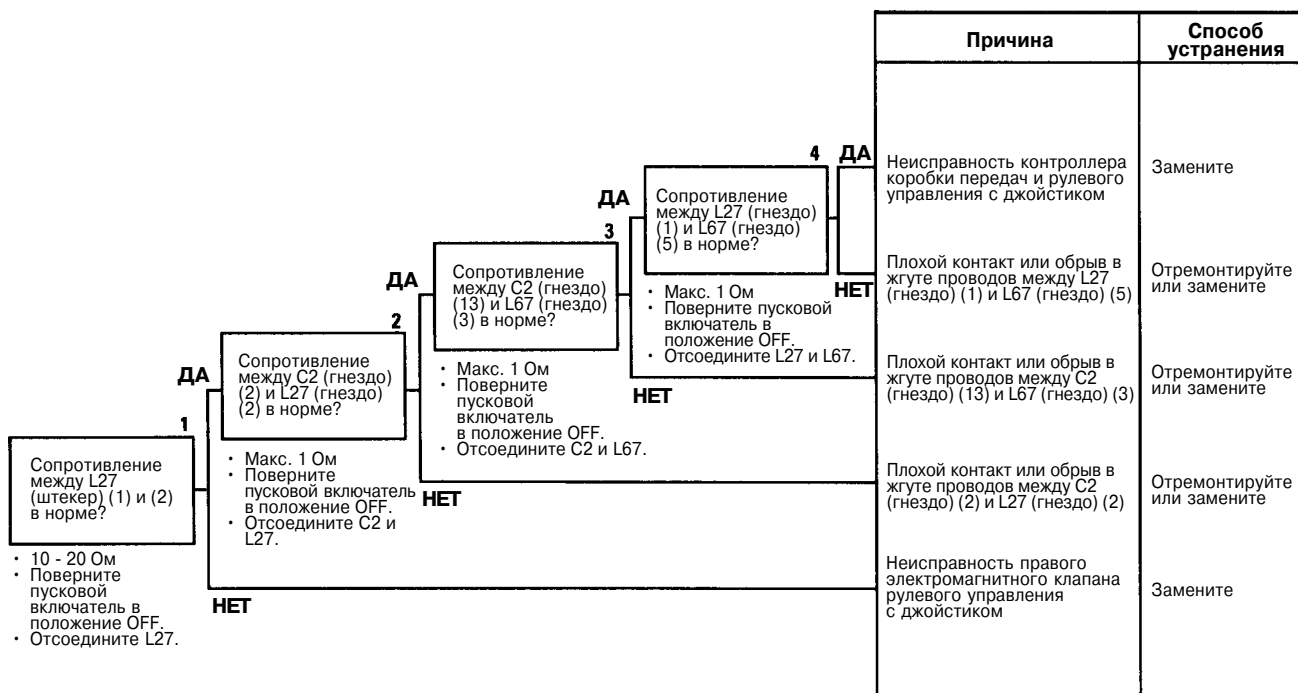 Причина
Способ
устранения
4
ДА
Неисправность контроллера
коробки передач и рулевого
управления с джойстиком
Замените
ДА
Сопротивление
между L27 (гнездо)
(1) и L67 (гнездо)
(5) в норме?
3
НЕТ
Плохой контакт или обрыв в
жгуте проводов между L27
(гнездо) (1) и L67 (гнездо) (5)
Отремонтируйте
или замените
• Макс. 1 Ом
• Поверните пусковой
включатель в
положение OFF.
• Отсоедините L27 и L67.
ДА
Сопротивление
между C2 (гнездо)
(13) и L67 (гнездо)
(3) в норме?
2
НЕТ
Плохой контакт или обрыв в
жгуте проводов между C2
(гнездо) (13) и L67 (гнездо) (3)
Отремонтируйте
или замените
• Макс. 1 Ом
• Поверните
пусковой
включатель
в положение OFF.
• Отсоедините C2 и L67.
ДА
Сопротивление
между C2 (гнездо)
(2) и L27 (гнездо)
(2) в норме?
1
НЕТ
Плохой контакт или обрыв в
жгуте проводов между C2
(гнездо) (2) и L27 (гнездо) (2)
Отремонтируйте
или замените
• Макс. 1 Ом
• Поверните
пусковой включатель
в положение OFF.
• Отсоедините C2 и
L27.
Сопротивление
между L27
(штекер) (1) и (2)
в норме?
НЕТ
Неисправность правого
электромагнитного клапана
рулевого управления
с джойстиком
Замените
• 10 - 20 Ом
• Поверните
пусковой
включатель в
положение OFF.
• Отсоедините L27.